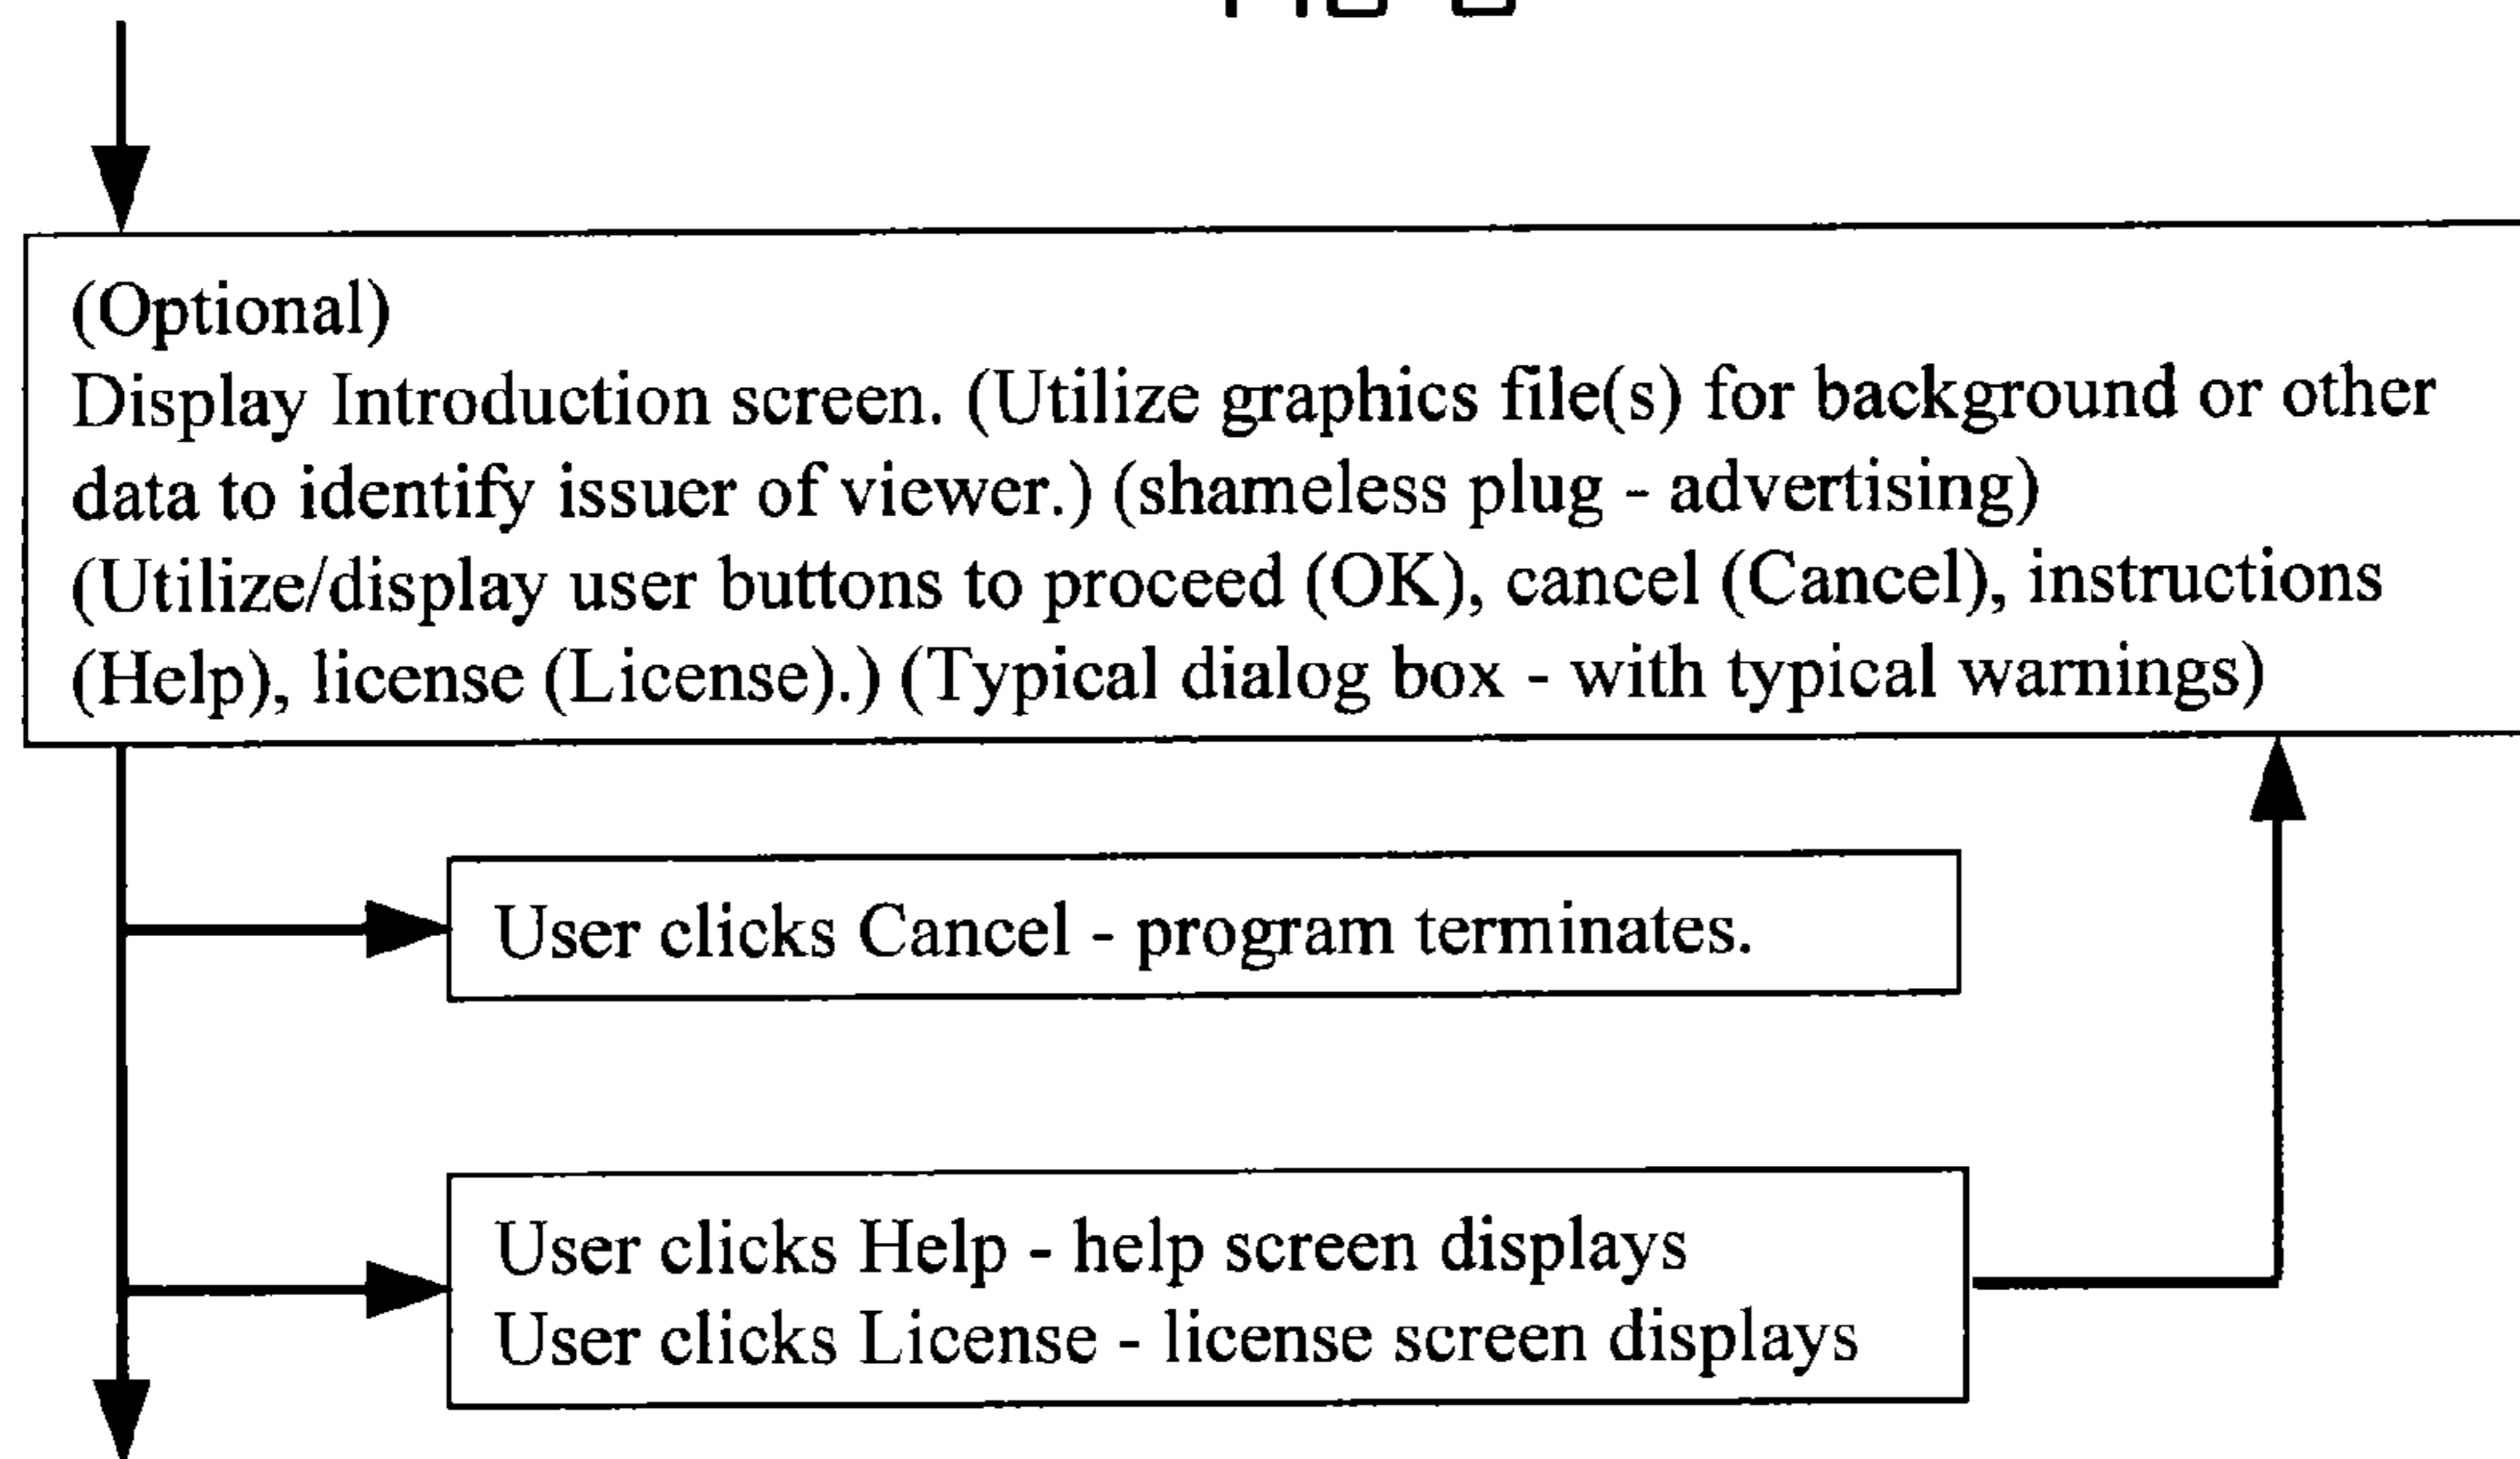 (Optional)
Display Introduction screen. (Utilize graphics file(s) for background or other
data to identify issuer of viewer.) (shameless plug - advertising)
(Utilize/display user buttons to proceed (OK), cancel (Cancel), instructions
(Help), license (License).) (Typical dialog box - with typical warnings)
User clicks Cancel - program terminates.
User clicks Help - help screen displays
User clicks License - license screen displays